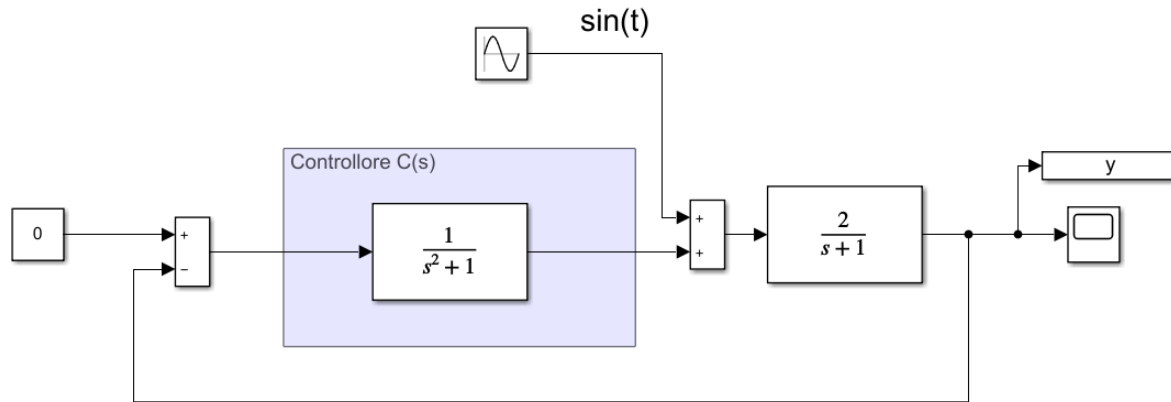 sin(t)
Controllore C(s)
y
0
+
−
1
s² + 1
+
+
2
s + 1